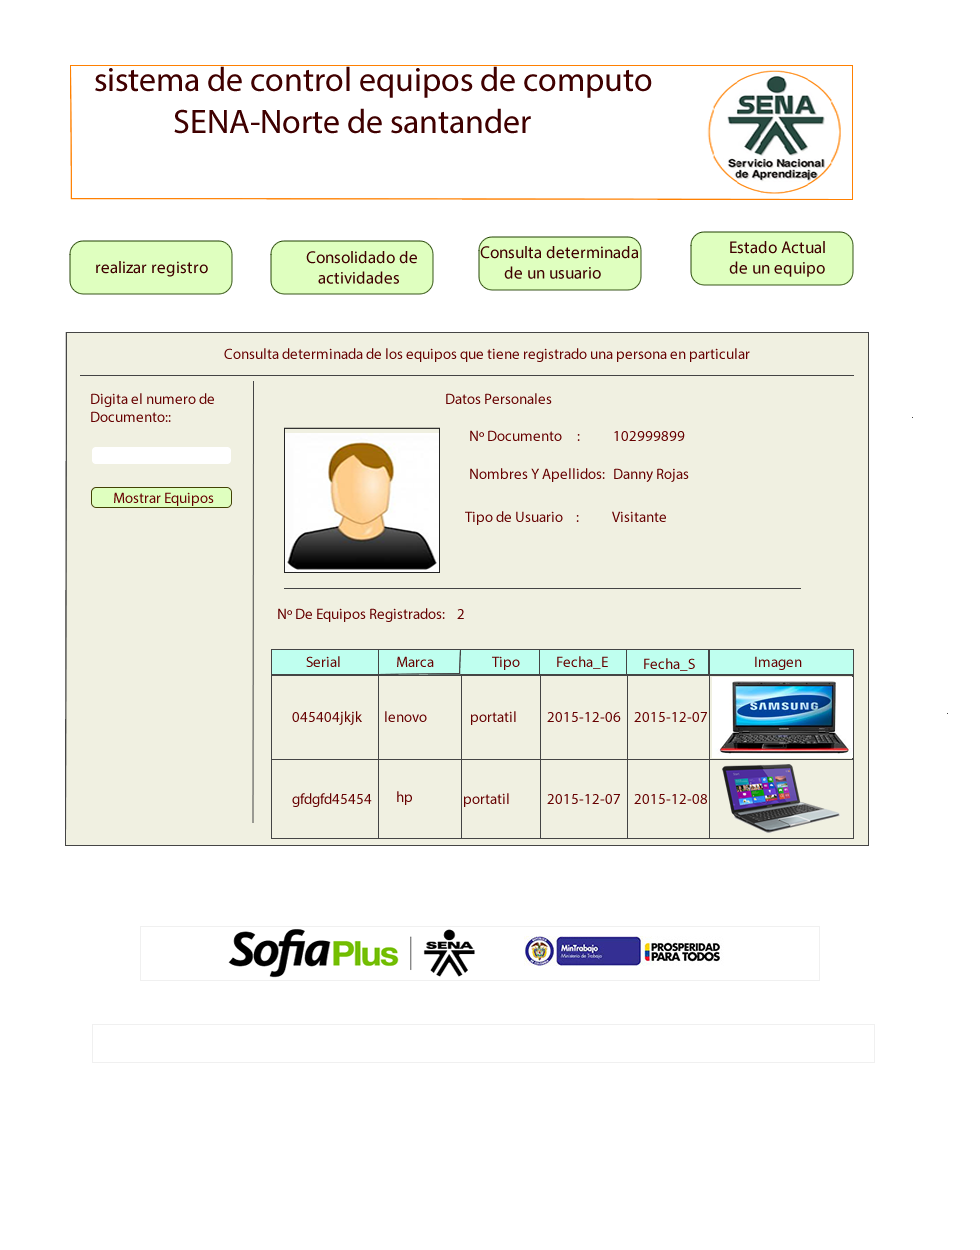 sistema de control equipos de computo
SENA-Norte de santander
SENA
Servicio Nacional
de Aprendizaje
realizar registro
Consolidado de
actividades
Consulta determinada
de un usuario
Estado Actual
de un equipo
Consulta determinada de los equipos que tiene registrado una persona en particular
Digita el numero de
Documento::
Mostrar Equipos
Datos Personales
Nº Documento : 102999899
Nombres Y Apellidos: Danny Rojas
Tipo de Usuario : Visitante
Nº De Equipos Registrados: 2
Serial Marca Tipo Fecha_E Fecha_S Imagen
045404jkjk lenovo portatil 2015-12-06 2015-12-07 SAMSUNG
gfdgfd45454 hp portatil 2015-12-07 2015-12-08
SofiaPlus SENA MinTrabajo
Ministerio de Trabajo
PROSPERIDAD
PARA TODOS